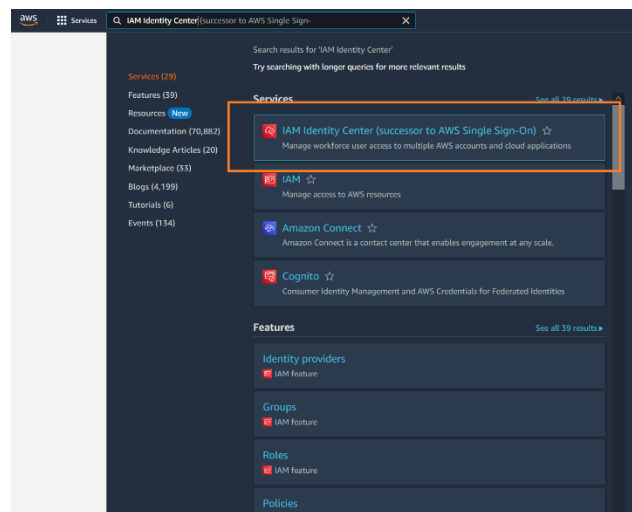 aws
Services
IAM Identity Center (successor to AWS Single Sign-
Search results for 'IAM Identity Center'
Try searching with longer queries for more relevant results
Services (29)
Features (39)
Resources New
Documentation (70,882)
Knowledge Articles (20)
Marketplace (33)
Blogs (4,199)
Tutorials (6)
Events (134)
Services
See all 29 results
IAM Identity Center (successor to AWS Single Sign-On)
Manage workforce user access to multiple AWS accounts and cloud applications
IAM
Manage access to AWS resources
Amazon Connect
Amazon Connect is a contact center that enables engagement at any scale.
Cognito
Consumer Identity Management and AWS Credentials for Federated Identities
Features
See all 39 results
Identity providers
IAM feature
Groups
IAM feature
Roles
IAM feature
Policies